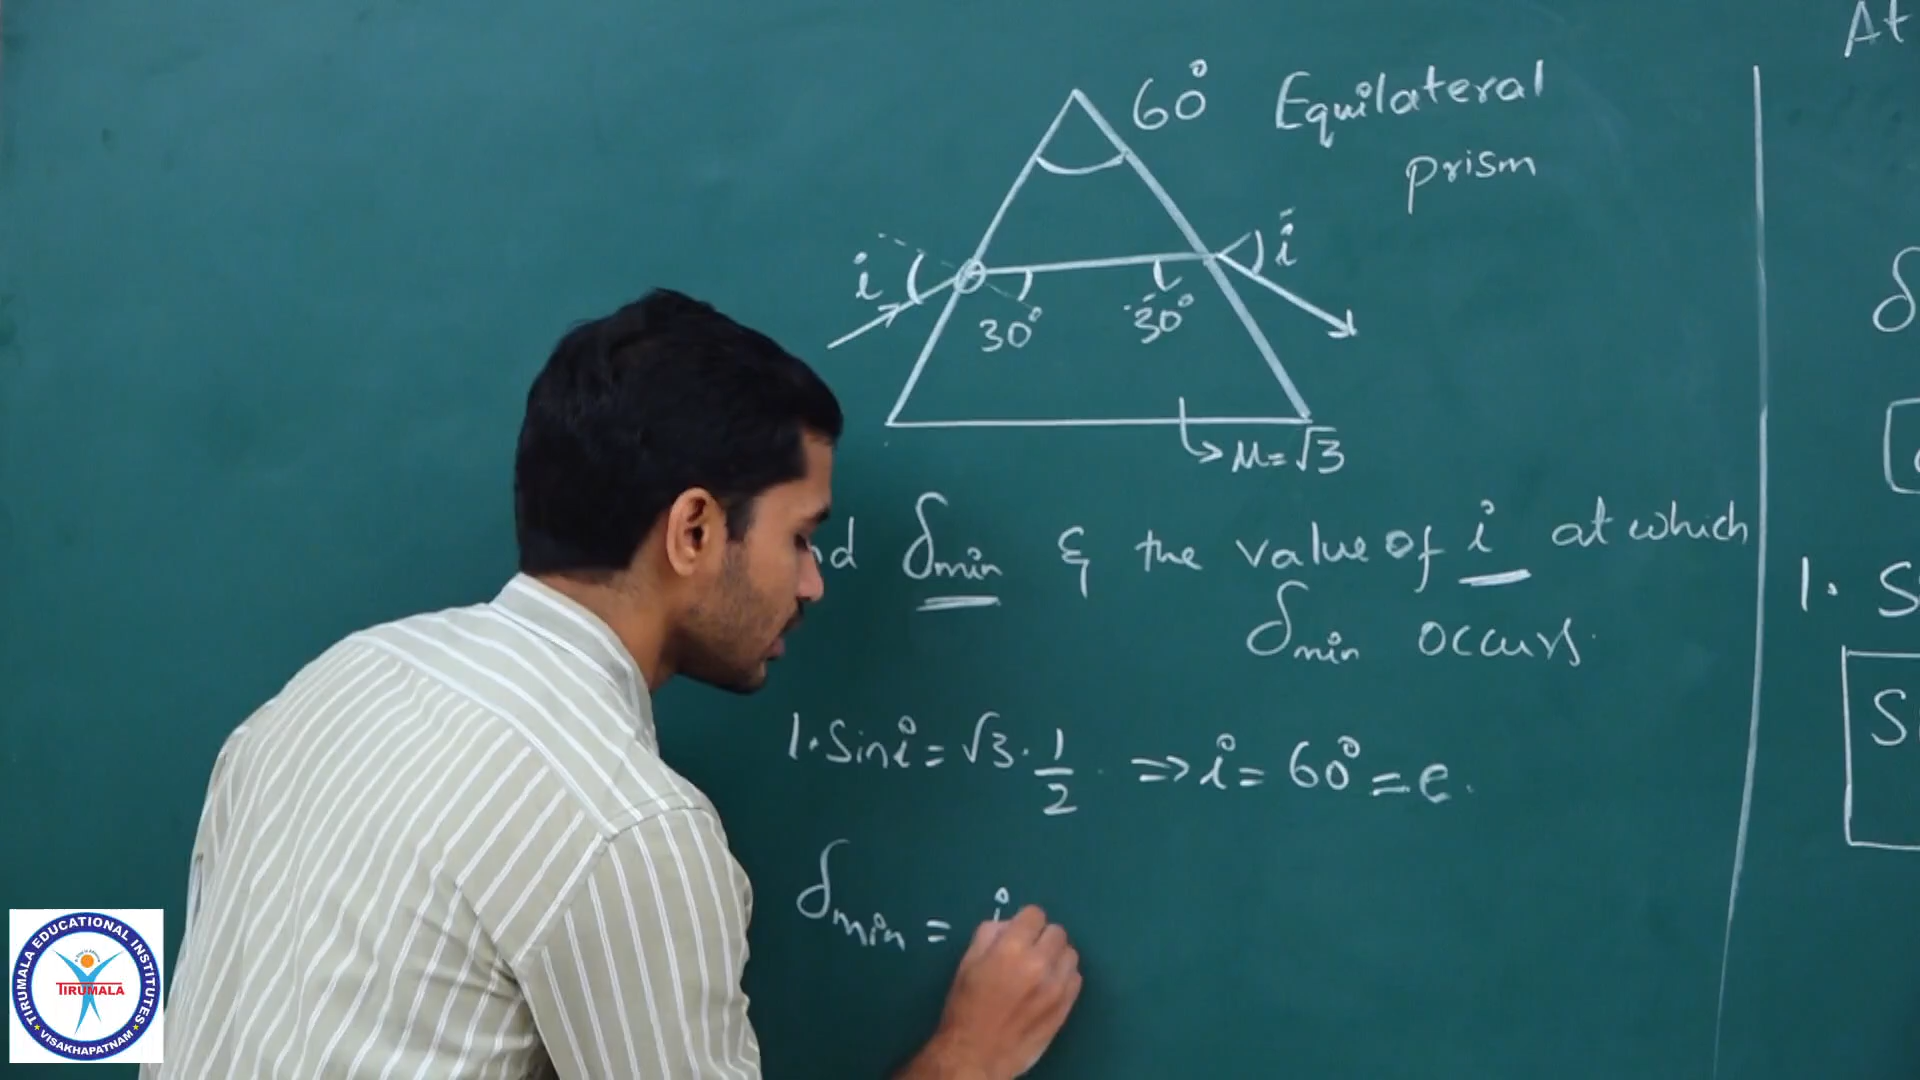 At
60° Equilateral
prism
i
i
30° 30°
μ = √3
δmin & the value of i at which
δmin occurs.
1. S
1. Sin i = √3 · 1/2 ⇒ i = 60° = e.
δmin = i
δ
S
TIRUMALA EDUCATIONAL INSTITUTES
TIRUMALA
VISAKHAPATNAM